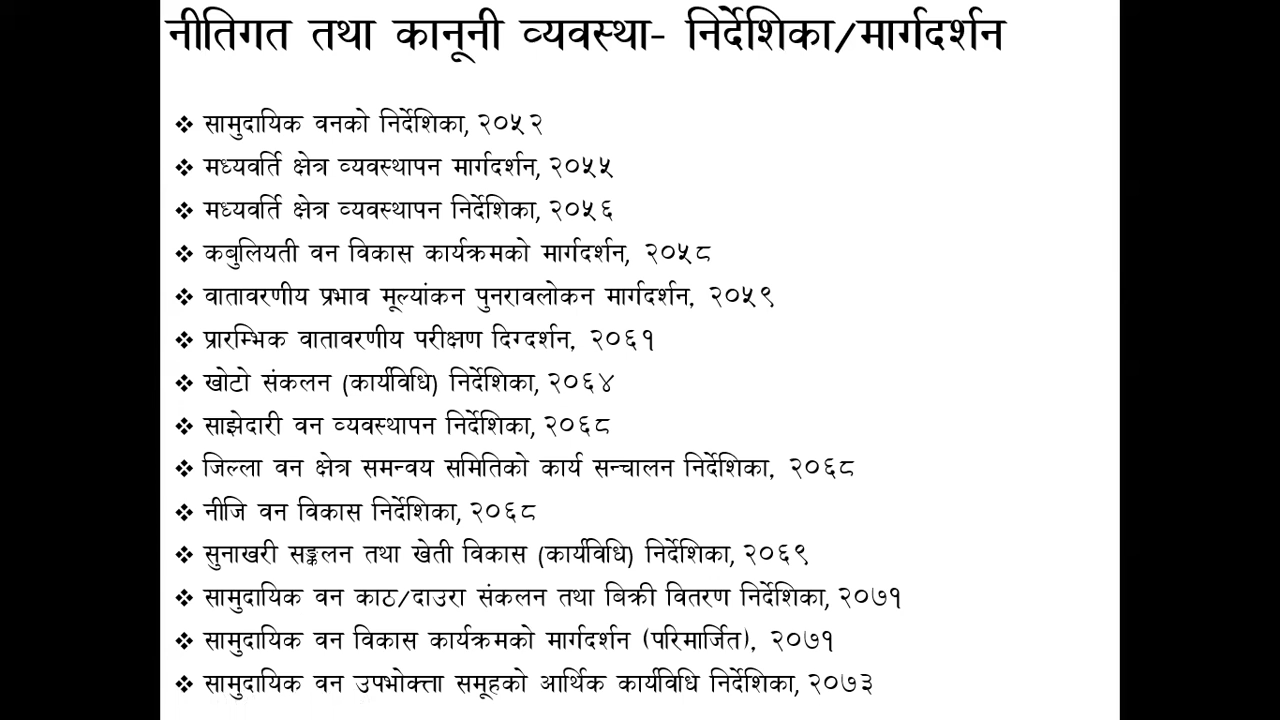 नीतिगत तथा कानूनी व्यवस्था- निर्देशिका/मार्गदर्शन
❖ सामुदायिक वनको निर्देशिका, २०५२
❖ मध्यवर्ति क्षेत्र व्यवस्थापन मार्गदर्शन, २०५५
❖ मध्यवर्ति क्षेत्र व्यवस्थापन निर्देशिका, २०५६
❖ कबुलियती वन विकास कार्यक्रमको मार्गदर्शन, २०५८
❖ वातावरणीय प्रभाव मूल्यांकन पुनरावलोकन मार्गदर्शन, २०५९
❖ प्रारम्भिक वातावरणीय परीक्षण दिग्दर्शन, २०६१
❖ खोटो संकलन (कार्यविधि) निर्देशिका, २०६४
❖ साझेदारी वन व्यवस्थापन निर्देशिका, २०६८
❖ जिल्ला वन क्षेत्र समन्वय समितिको कार्य सन्चालन निर्देशिका, २०६८
❖ नीजि वन विकास निर्देशिका, २०६८
❖ सुनाखरी सङ्कलन तथा खेती विकास (कार्यविधि) निर्देशिका, २०६९
❖ सामुदायिक वन काठ/दाउरा संकलन तथा बिक्री वितरण निर्देशिका, २०७१
❖ सामुदायिक वन विकास कार्यक्रमको मार्गदर्शन (परिमार्जित), २०७१
❖ सामुदायिक वन उपभोक्ता समूहको आर्थिक कार्यविधि निर्देशिका, २०७३